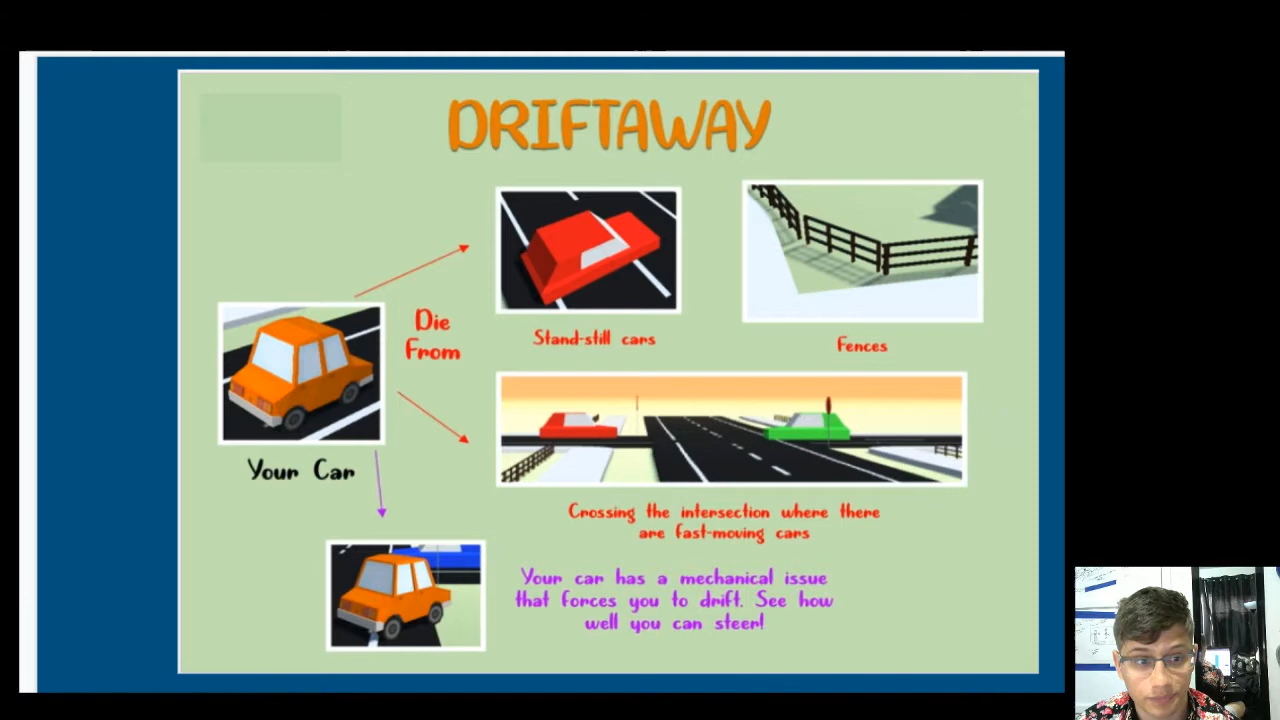 DRIFTAWAY
Die
From
Stand-still cars
Fences
Your Car
Crossing the intersection where there
are fast-moving cars
Your car has a mechanical issue
that forces you to drift. See how
well you can steer!